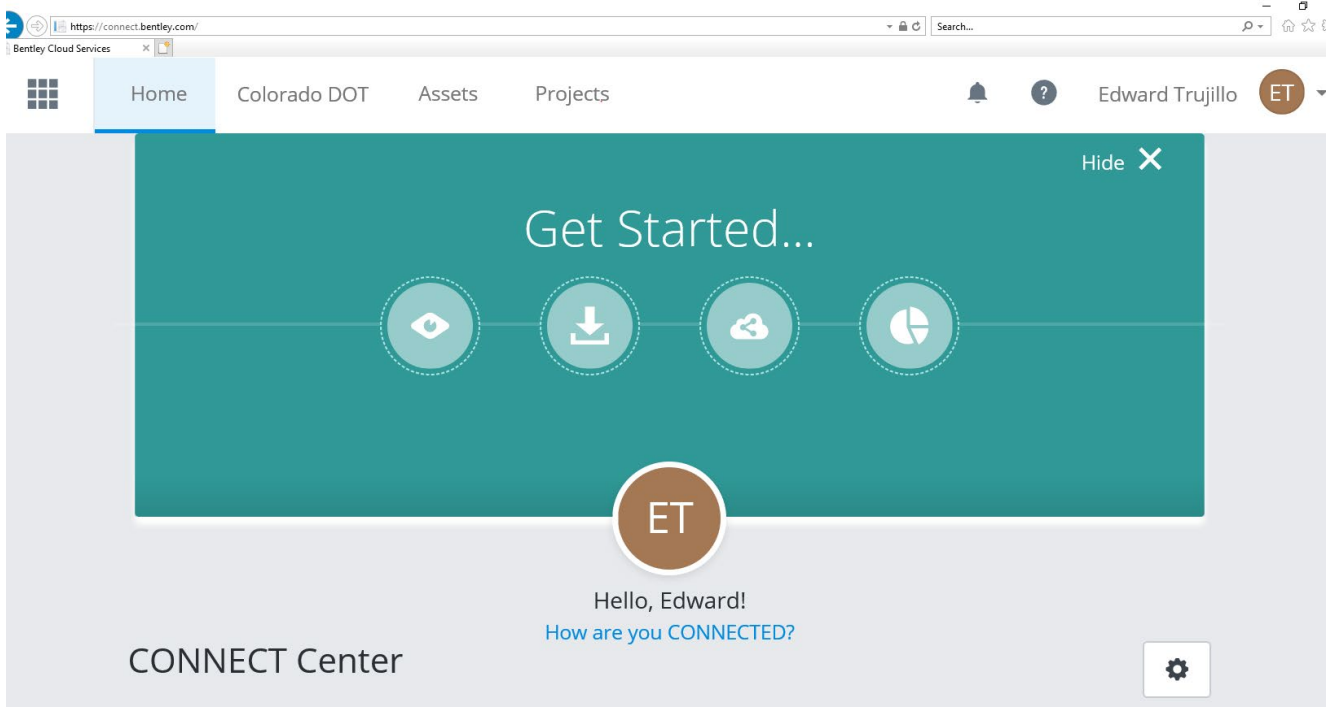 https://connect.bentley.com/
Search...
Bentley Cloud Services
Home
Colorado DOT
Assets
Projects
?
Edward Trujillo
ET
Hide
Get Started...
ET
Hello, Edward!
How are you CONNECTED?
CONNECT Center